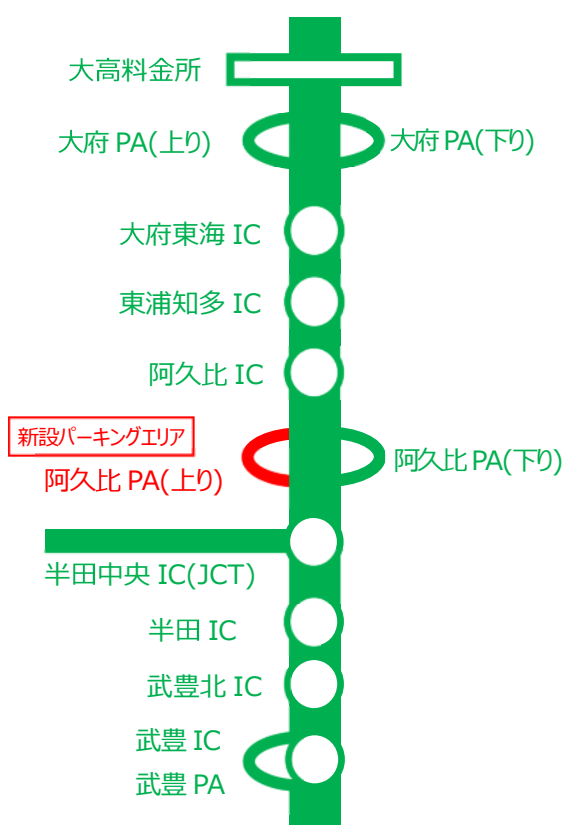 大高料金所
大府 PA(上り)
大府 PA(下り)
大府東海 IC
東浦知多 IC
阿久比 IC
新設パーキングエリア
阿久比 PA(上り)
阿久比 PA(下り)
半田中央 IC(JCT)
半田 IC
武豊北 IC
武豊 IC
武豊 PA